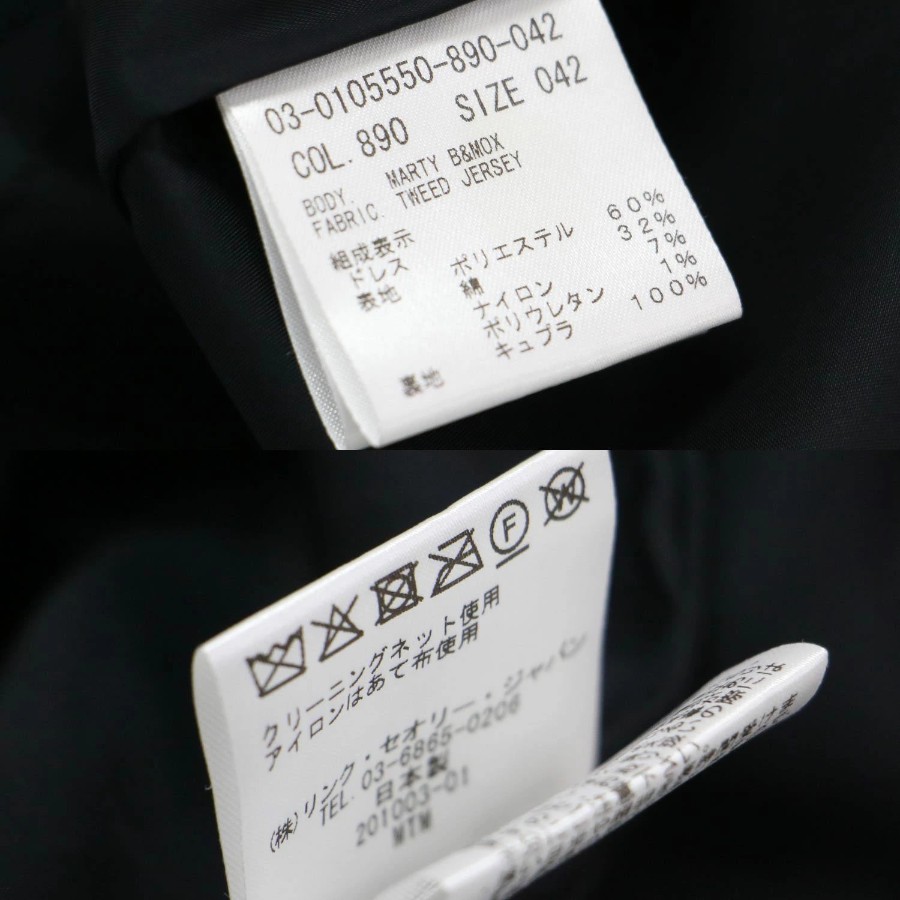 03-0105550-890-042
COL. 890 SIZE 042
BODY. MARTY B&MOX
FABRIC. TWEED JERSEY
組成表示
ドレス
表地 ポリエステル 60%
綿 32%
ナイロン 7%
ポリウレタン 1%
裏地 キュプラ 100%
F
W
クリーニングネット使用
アイロンはあて布使用
(株)リンク・セオリー・ジャパン
TEL. 03-6865-0206
日本製
201003-01
MTM